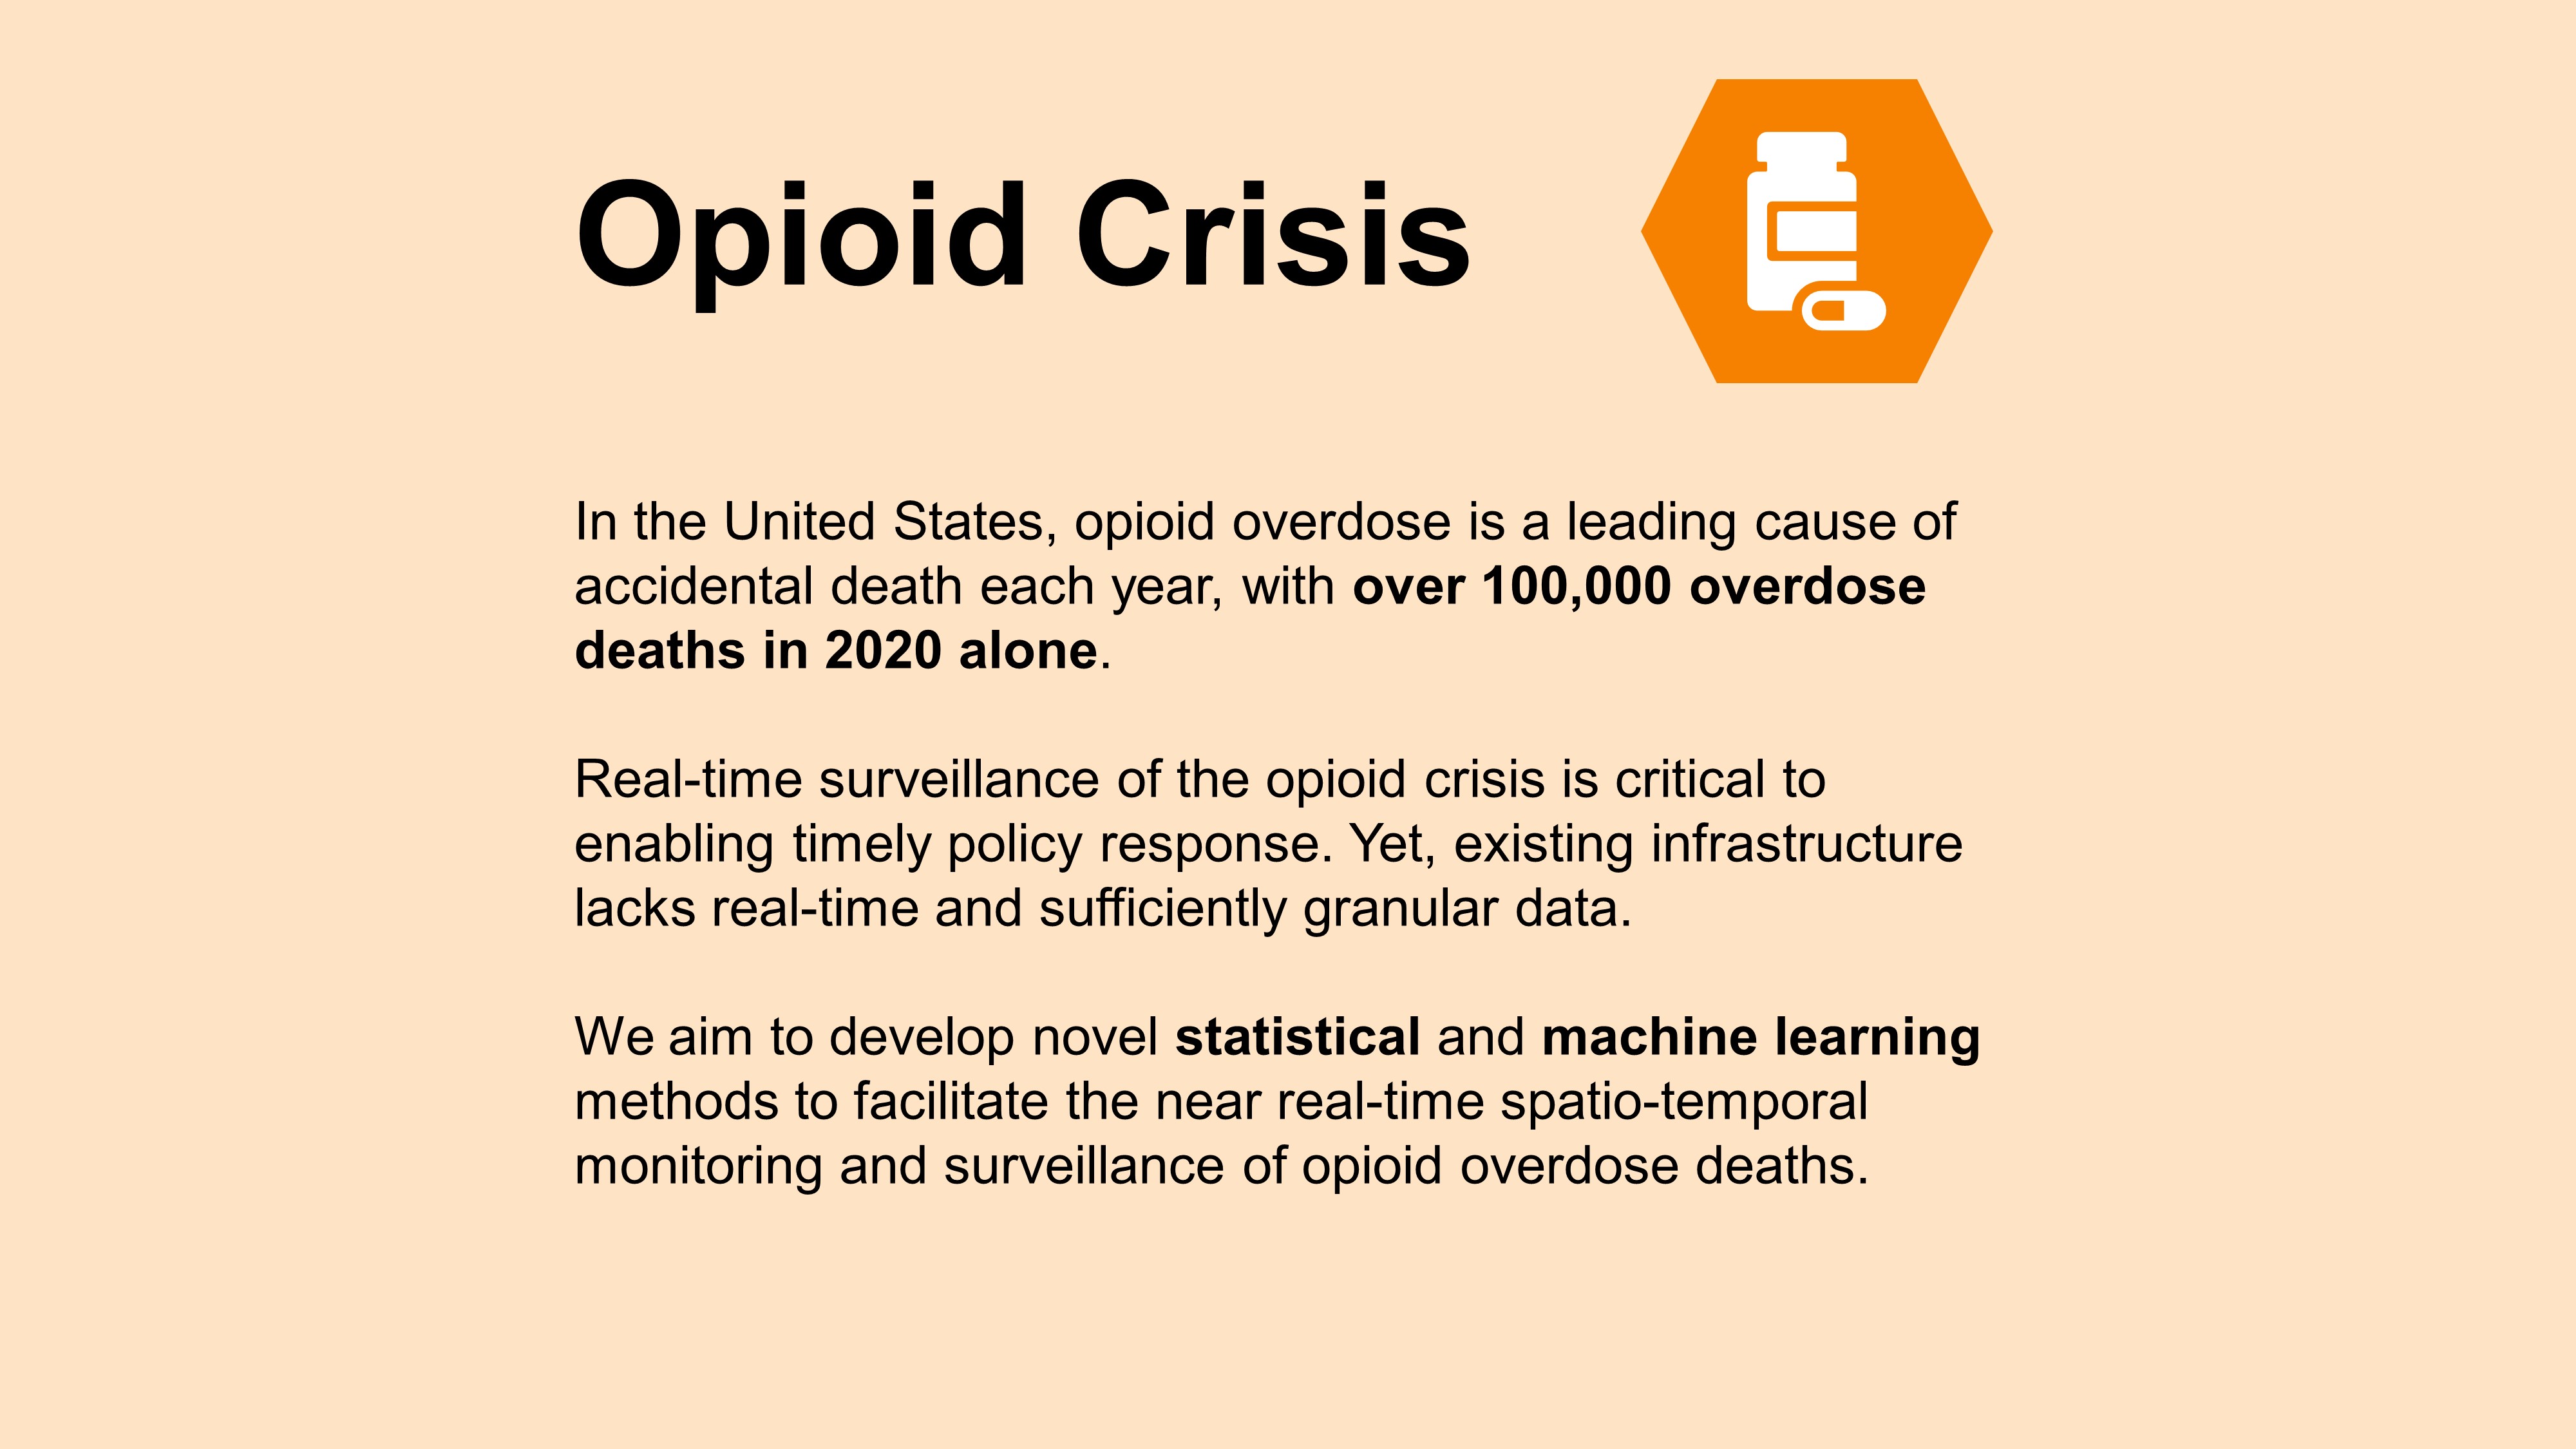 Opioid Crisis
In the United States, opioid overdose is a leading cause of
accidental death each year, with over 100,000 overdose
deaths in 2020 alone.
Real-time surveillance of the opioid crisis is critical to
enabling timely policy response. Yet, existing infrastructure
lacks real-time and sufficiently granular data.
We aim to develop novel statistical and machine learning
methods to facilitate the near real-time spatio-temporal
monitoring and surveillance of opioid overdose deaths.